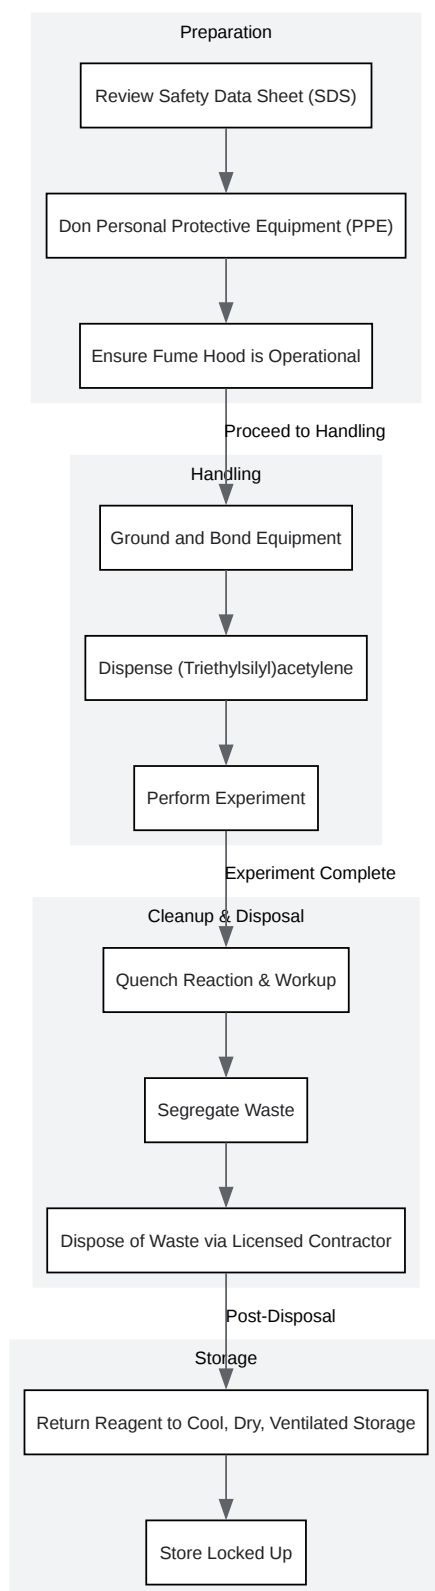 Preparation
Review Safety Data Sheet (SDS)
Don Personal Protective Equipment (PPE)
Ensure Fume Hood is Operational
Proceed to Handling
Handling
Ground and Bond Equipment
Dispense (Triethylsilyl)acetylene
Perform Experiment
Experiment Complete
Cleanup & Disposal
Quench Reaction & Workup
Segregate Waste
Dispose of Waste via Licensed Contractor
Post-Disposal
Storage
Return Reagent to Cool, Dry, Ventilated Storage
Store Locked Up